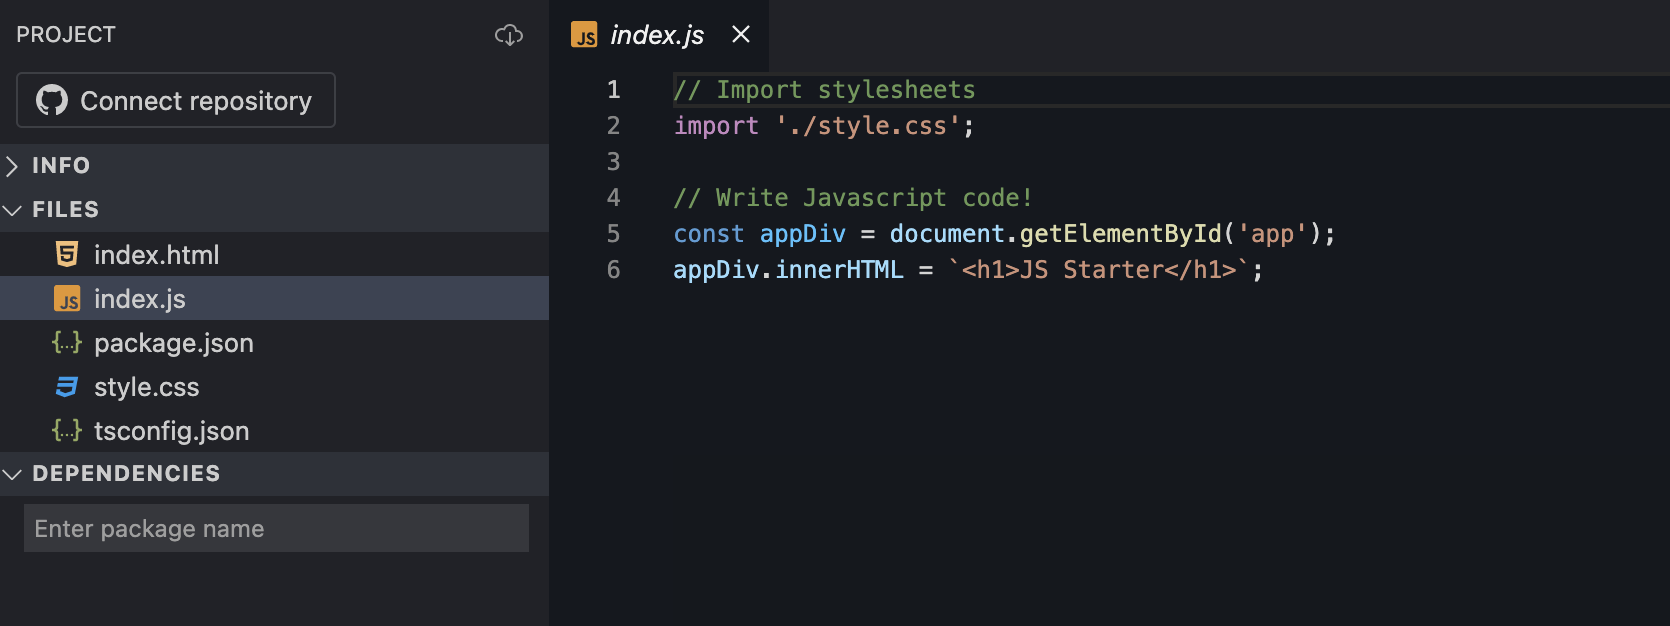 PROJECT
Connect repository
INFO
FILES
index.html
JS index.js
{...} package.json
style.css
{...} tsconfig.json
DEPENDENCIES
Enter package name
JS index.js
1 // Import stylesheets
2 import './style.css';
3
4 // Write Javascript code!
5 const appDiv = document.getElementById('app');
6 appDiv.innerHTML = `<h1>JS Starter</h1>`;